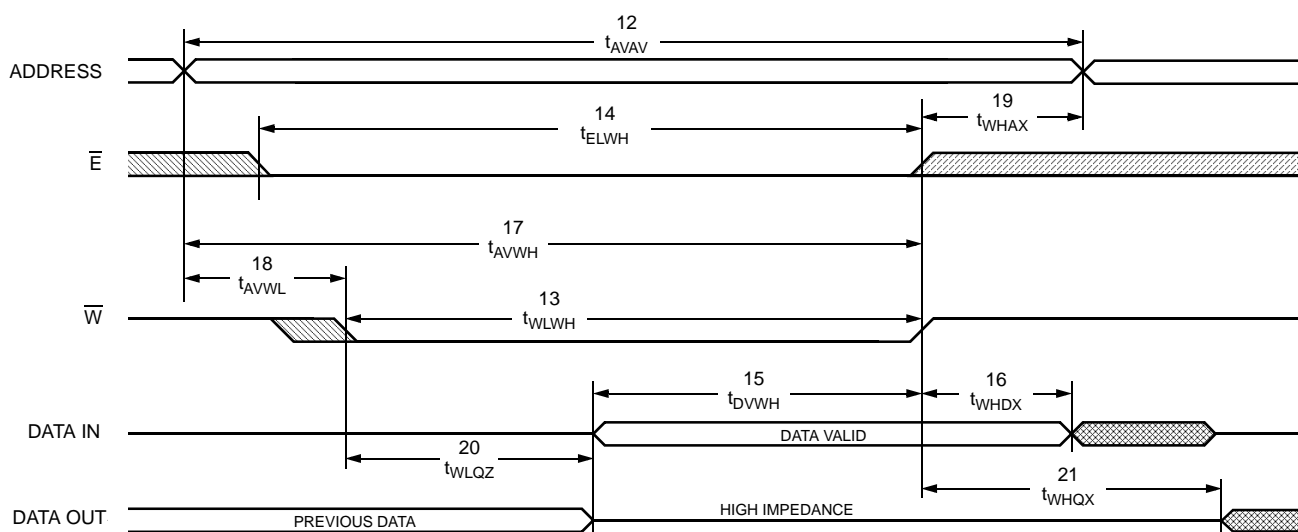 12
tAVAV
ADDRESS
14
tELWH
19
tWHAX
E
17
tAVWH
18
tAVWL
W
13
tWLWH
15
tDVWH
16
tWHDX
DATA IN
DATA VALID
20
tWLQZ
21
tWHQX
DATA OUT
PREVIOUS DATA
HIGH IMPEDANCE